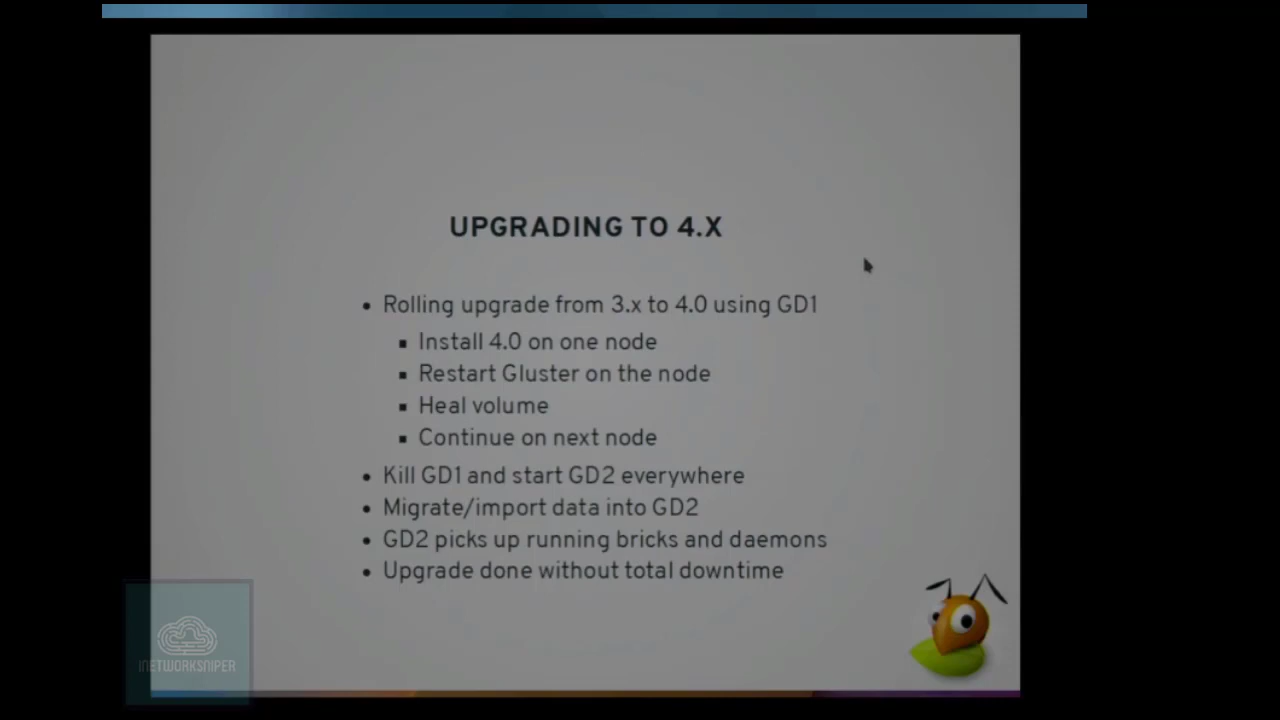 UPGRADING TO 4.X
• Rolling upgrade from 3.x to 4.0 using GD1
▪ Install 4.0 on one node
▪ Restart Gluster on the node
▪ Heal volume
▪ Continue on next node
• Kill GD1 and start GD2 everywhere
• Migrate/import data into GD2
• GD2 picks up running bricks and daemons
• Upgrade done without total downtime
INETWORKSNIPER